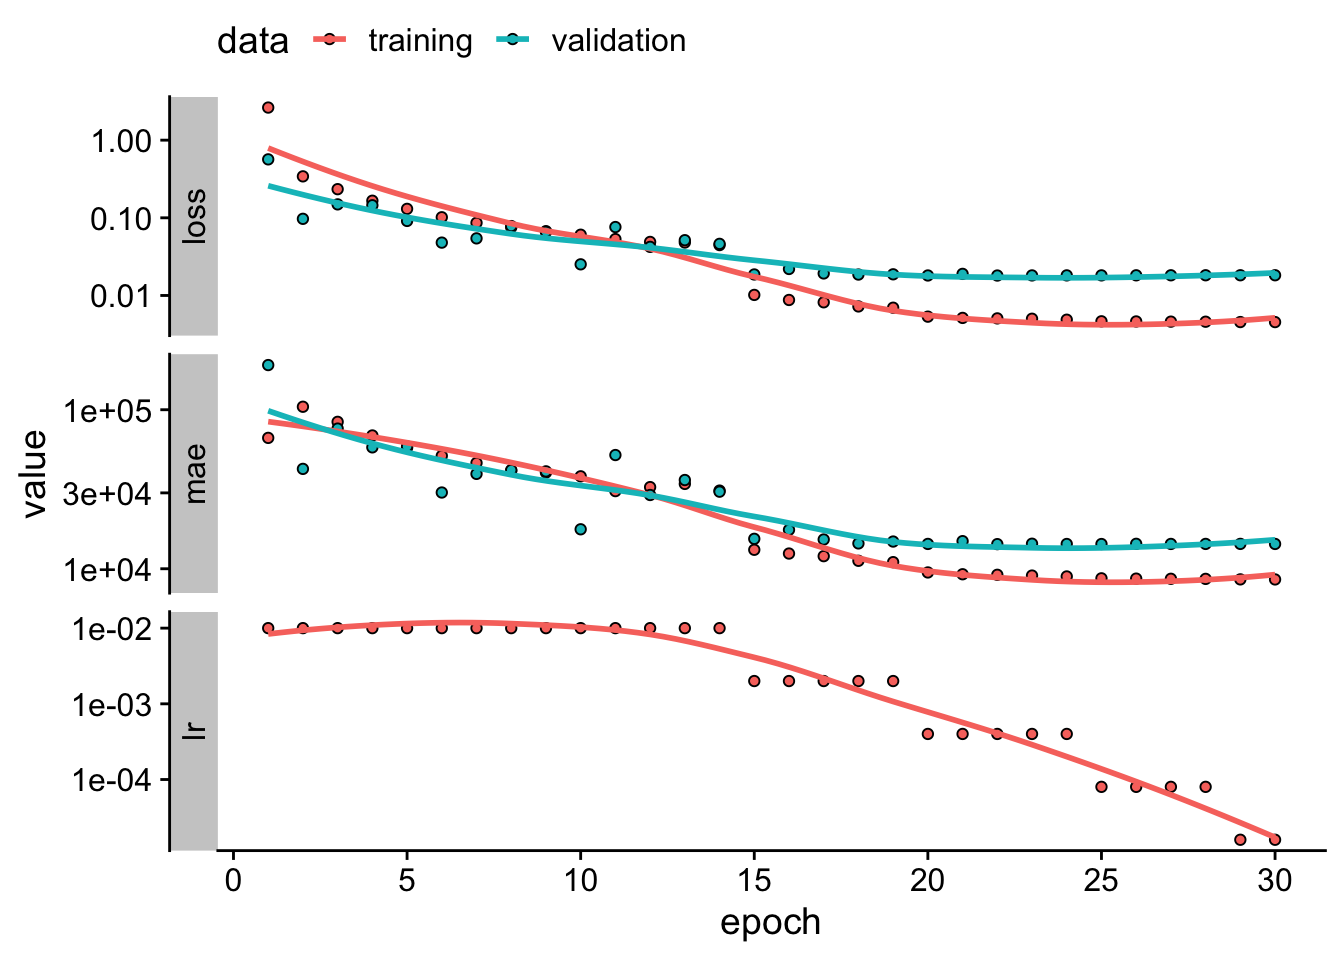 data training validation
loss
1.00
0.10
0.01
mae
1e+05
3e+04
1e+04
lr
1e-02
1e-03
1e-04
value
0 5 10 15 20 25 30
epoch